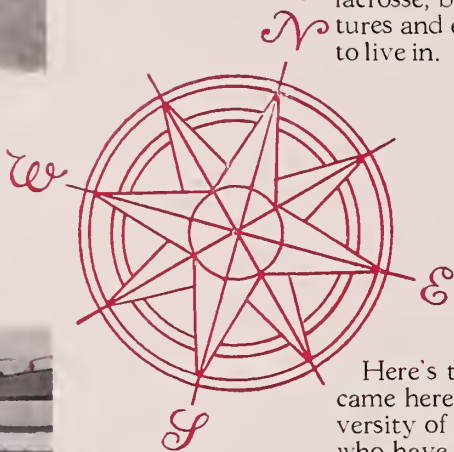 lacrosse, b
N
tures and e
to live in.
W
E
S
Here's t
came here
versity of
who have